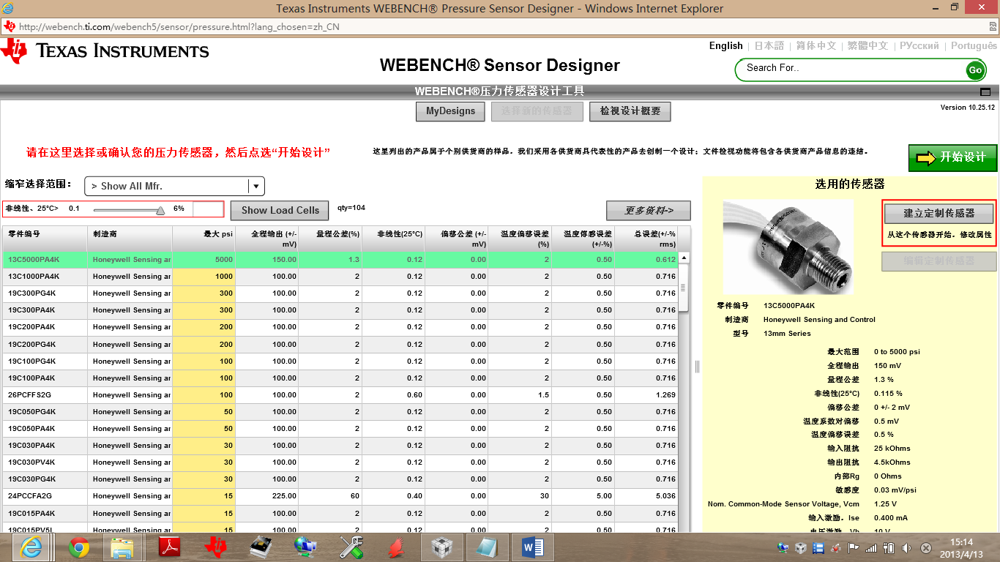 Texas Instruments WEBENCH® Pressure Sensor Designer - Windows Internet Explorer
http://webench.ti.com/webench5/sensor/pressure.html?lang_chosen=zh_CN
TEXAS INSTRUMENTS
English | 日本語 | 简体中文 | 繁體中文 | РУсский | Português
WEBENCH® Sensor Designer
Search For..
Go
WEBENCH®压力传感器设计工具
MyDesigns
选择新的传感器
检视设计概要
Version 10.25.12
请在这里选择或确认您的压力传感器，然后点选“开始设计”
这里列出的产品属于个别供货商的样品。我们采用各供货商具代表性的产品去创制一个设计；文件检视功能将包含各供货商产品信息的连结。
开始设计
缩窄选择范围：
> Show All Mfr.
非线性、25°C> 0.1 6%
Show Load Cells
qty=104
更多资料->
零件编号 制造商 最大 psi 全程输出 (+/-mV) 量程公差(%) 非线性(25°C) 偏移公差 (+/-mV) 温度偏移误差(%) 温度停感误差(+/-%) 总误差(+/-% rms)
13C5000PA4K Honeywell Sensing ar 5000 150.00 1.3 0.12 0.00 2 0.50 0.612
13C1000PA4K Honeywell Sensing ar 1000 100.00 2 0.12 0.00 2 0.50 0.716
19C300PG4K Honeywell Sensing ar 300 100.00 2 0.12 0.00 2 0.50 0.716
19C300PA4K Honeywell Sensing ar 300 100.00 2 0.12 0.00 2 0.50 0.716
19C200PA4K Honeywell Sensing ar 200 100.00 2 0.12 0.00 2 0.50 0.716
19C200PG4K Honeywell Sensing ar 200 100.00 2 0.12 0.00 2 0.50 0.716
19C100PG4K Honeywell Sensing ar 100 100.00 2 0.12 0.00 2 0.50 0.716
19C100PA4K Honeywell Sensing ar 100 100.00 2 0.12 0.00 2 0.50 0.716
26PCFFS2G Honeywell Sensing ar 100 100.00 2 0.60 0.00 1.5 0.50 1.269
19C050PG4K Honeywell Sensing ar 50 100.00 2 0.12 0.00 2 0.50 0.716
19C050PA4K Honeywell Sensing ar 50 100.00 2 0.12 0.00 2 0.50 0.716
19C030PA4K Honeywell Sensing ar 30 100.00 2 0.12 0.00 2 0.50 0.716
19C030PV4K Honeywell Sensing ar 30 100.00 2 0.12 0.00 2 0.50 0.716
19C030PG4K Honeywell Sensing ar 30 100.00 2 0.12 0.00 2 0.50 0.716
24PCCFA2G Honeywell Sensing ar 15 225.00 60 0.40 0.00 30 5.00 5.036
19C015PA4K Honeywell Sensing ar 15 100.00 2 0.12 0.00 2 0.50 0.716
19C015PV5L Honeywell Sensing ar 15 100.00 2 0.12 0.00 2 0.50 0.716
选用的传感器
建立定制传感器
从这个传感器开始。修改属性
编辑定制传感器
零件编号 13C5000PA4K
制造商 Honeywell Sensing and Control
型号 13mm Series
最大范围 0 to 5000 psi
全程输出 150 mV
量程公差 1.3 %
非线性(25°C) 0.115 %
偏移公差 0 +/- 2 mV
温度系数对偏移 0.5 mV
温度偏移误差 0.5 %
输入阻抗 25 kOhms
输出阻抗 4.5kOhms
内部Rg 0 Ohms
敏感度 0.03 mV/psi
Nom. Common-Mode Sensor Voltage, Vcm 1.25 V
输入激励。Ise 0.400 mA
电压激励。Vb 10 V
15:14
2013/4/13